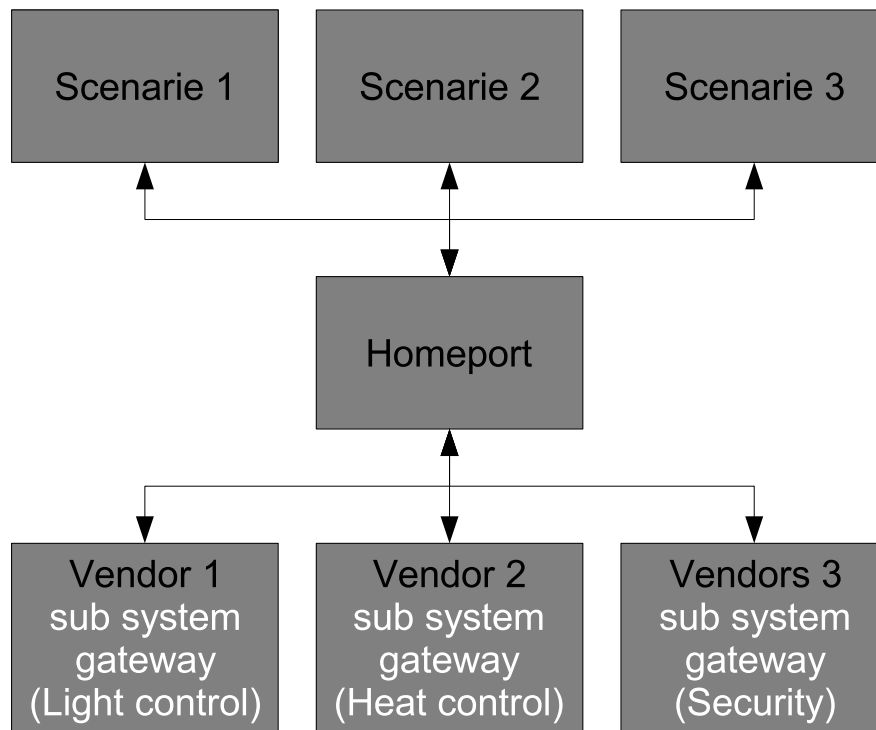 Scenarie 1
Scenarie 2
Scenarie 3
Homeport
Vendor 1
sub system
gateway
(Light control)
Vendor 2
sub system
gateway
(Heat control)
Vendors 3
sub system
gateway
(Security)